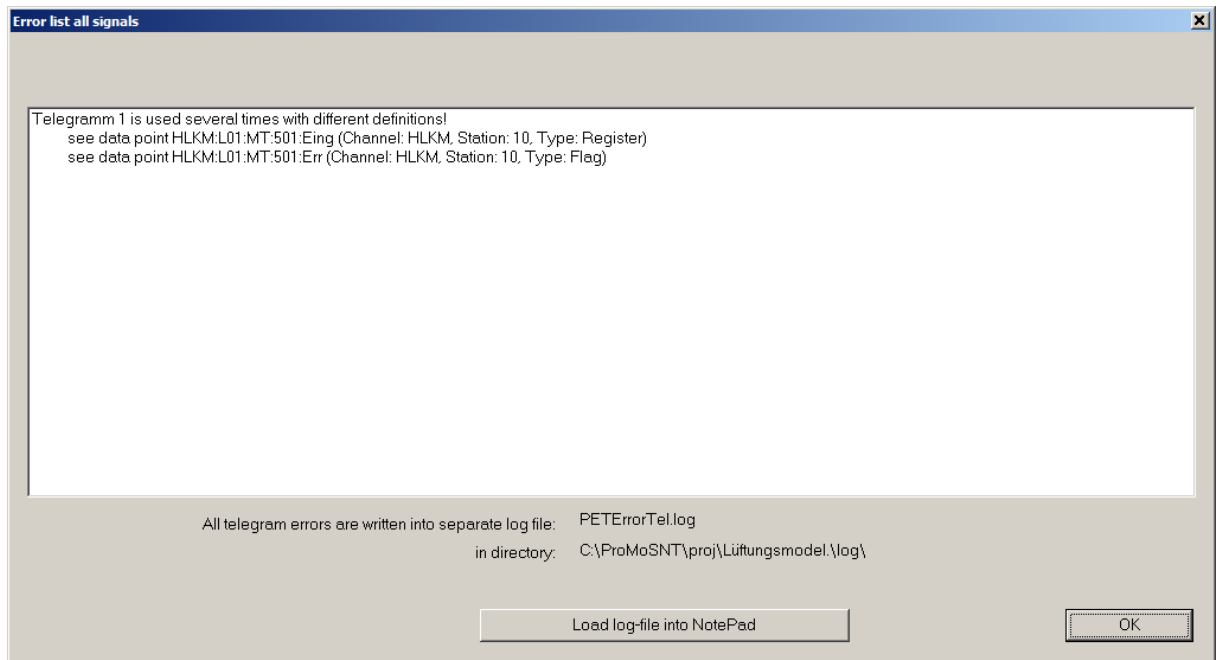 Error list all signals
Telegramm 1 is used several times with different definitions!
see data point HLKM:L01:MT:501:Eing (Channel: HLKM, Station: 10, Type: Register)
see data point HLKM:L01:MT:501:Err (Channel: HLKM, Station: 10, Type: Flag)
All telegram errors are written into separate log file: PETErrorTel.log
in directory: C:\ProMoSNT\proj\Lüftungsmodel.\log\
Load log-file into NotePad
OK